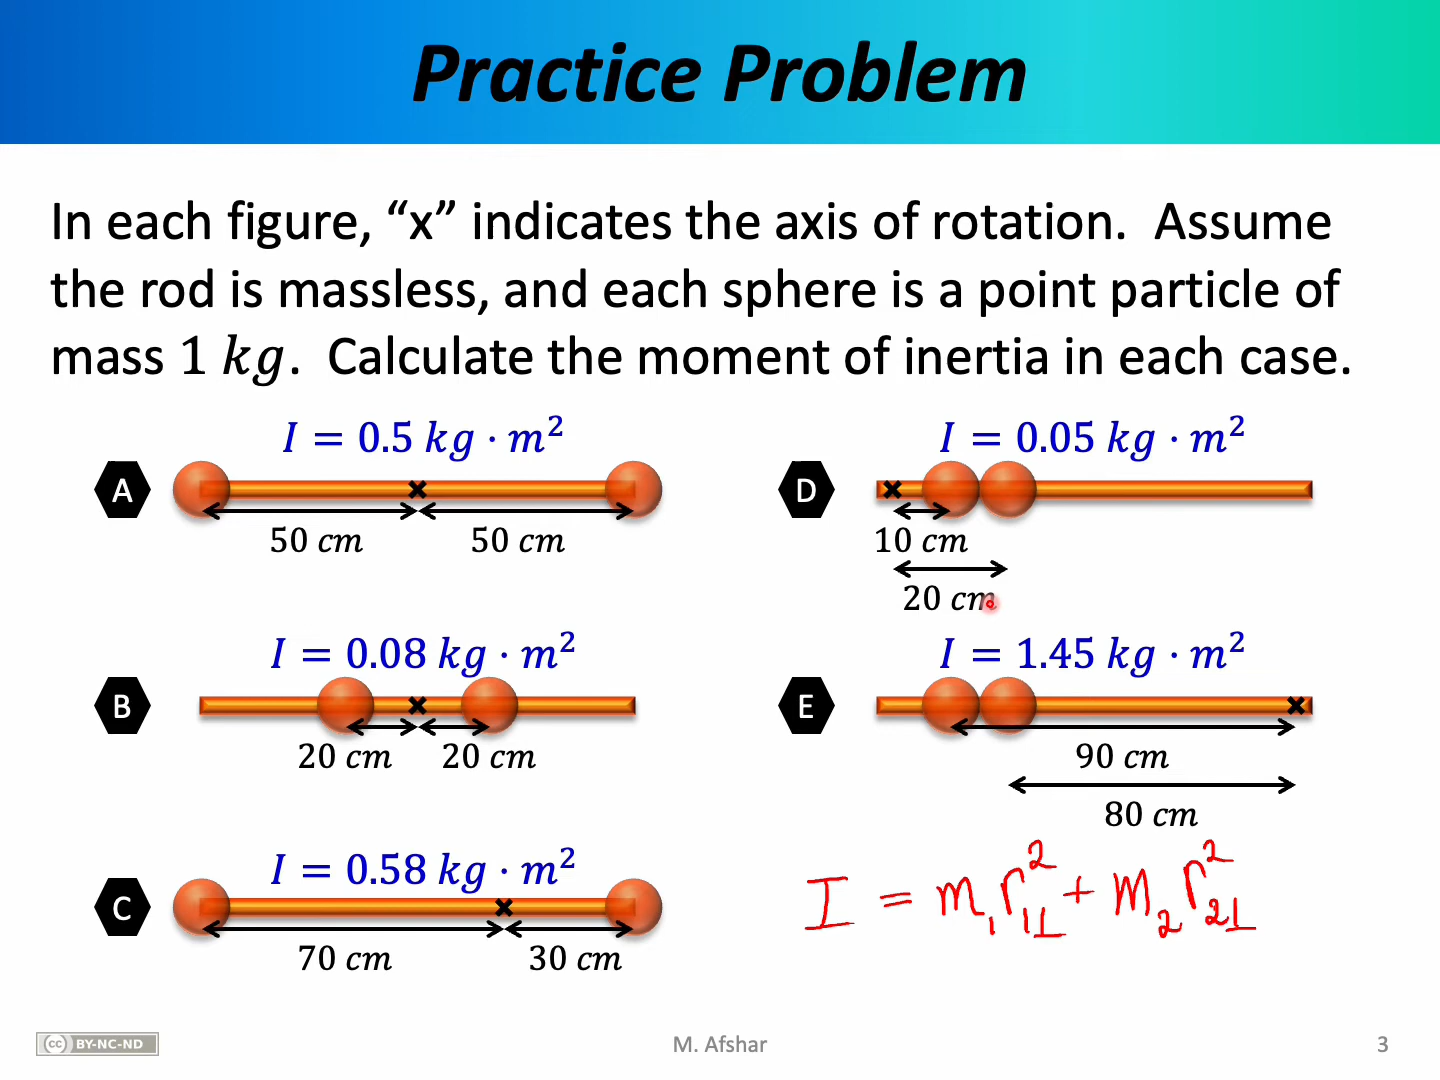 Practice Problem
In each figure, “x” indicates the axis of rotation. Assume
the rod is massless, and each sphere is a point particle of
mass 1 kg. Calculate the moment of inertia in each case.
I = 0.5 kg · m²
A
50 cm 50 cm
I = 0.08 kg · m²
B
20 cm 20 cm
I = 0.58 kg · m²
C
70 cm 30 cm
I = 0.05 kg · m²
D
10 cm
20 cm
I = 1.45 kg · m²
E
90 cm
80 cm
I = m₁r₁⊥² + m₂r₂⊥²
cc BY-NC-ND
M. Afshar
3